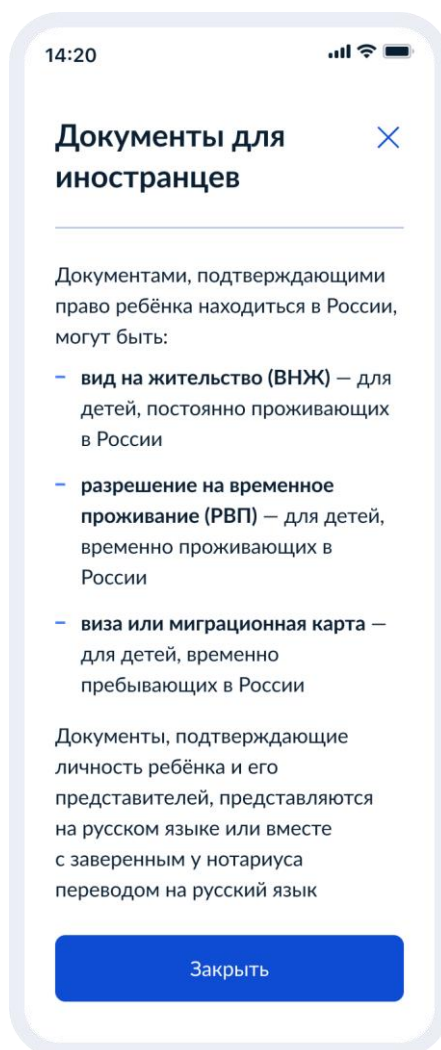 14:20
Документы для
иностранцев
Документами, подтверждающими
право ребёнка находиться в России,
могут быть:
– вид на жительство (ВНЖ) — для
детей, постоянно проживающих
в России
– разрешение на временное
проживание (РВП) — для детей,
временно проживающих в
России
– виза или миграционная карта —
для детей, временно
пребывающих в России
Документы, подтверждающие
личность ребёнка и его
представителей, представляются
на русском языке или вместе
с заверенным у нотариуса
переводом на русский язык
Закрыть